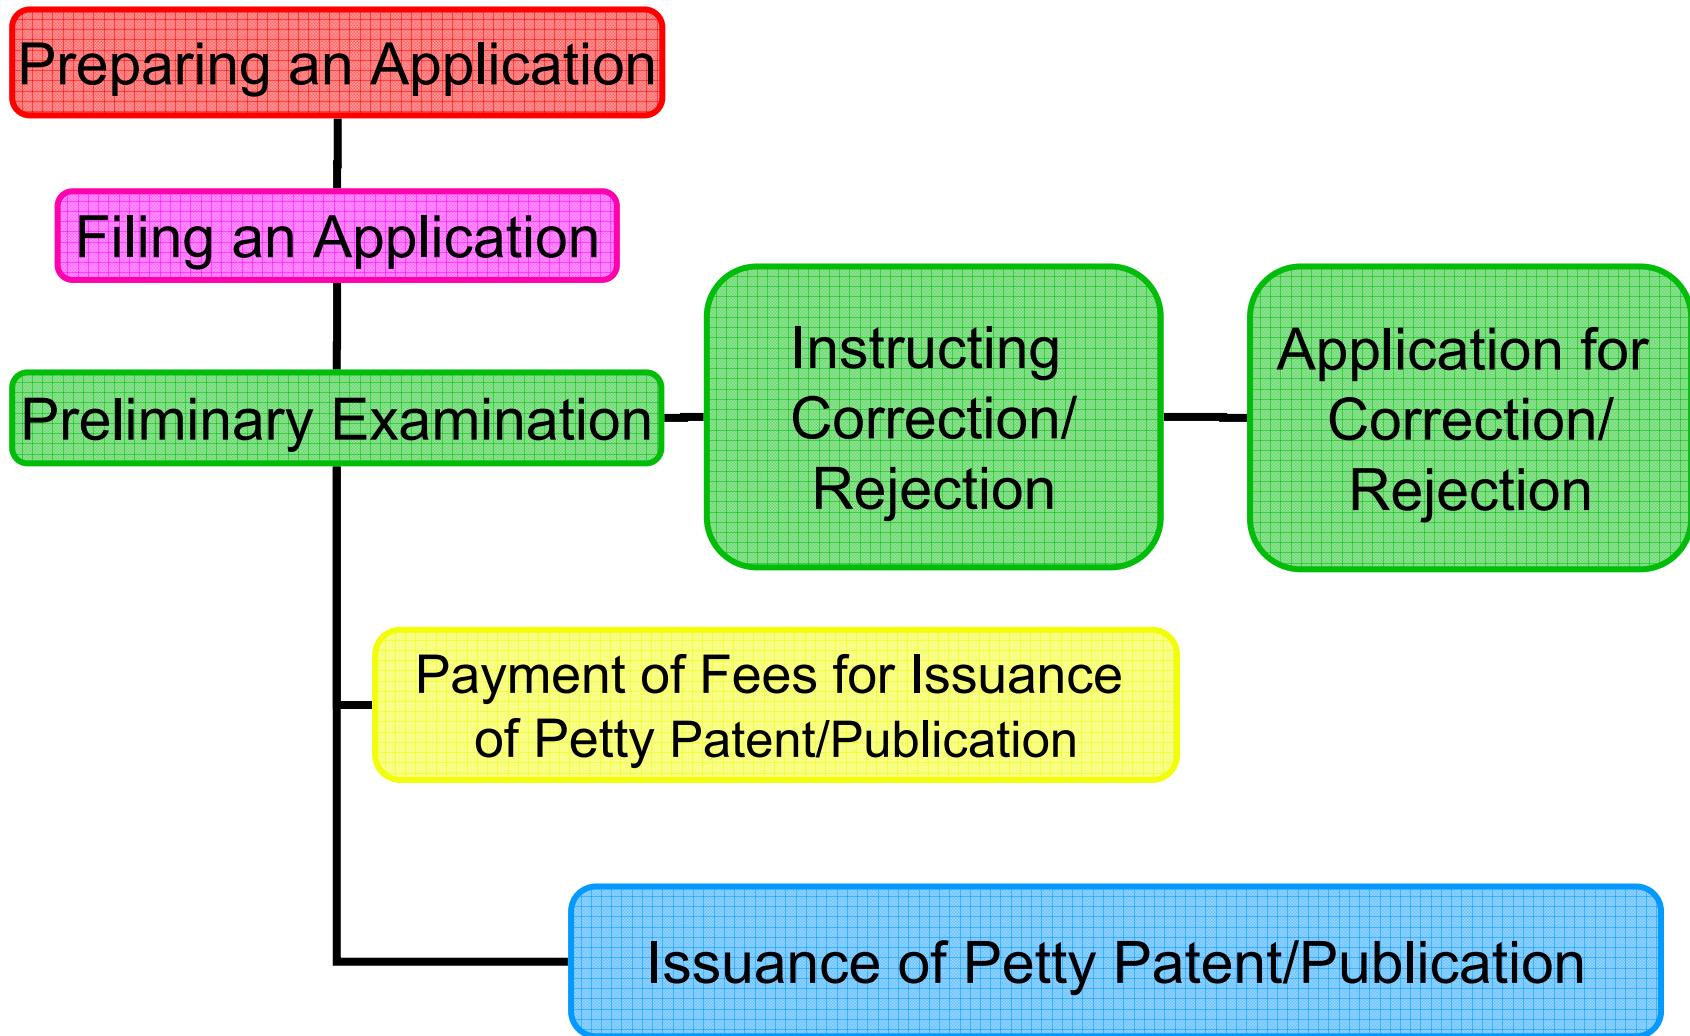 Preparing an Application
Filing an Application
Preliminary Examination
Instructing
Correction/
Rejection
Application for
Correction/
Rejection
Payment of Fees for Issuance
of Petty Patent/Publication
Issuance of Petty Patent/Publication